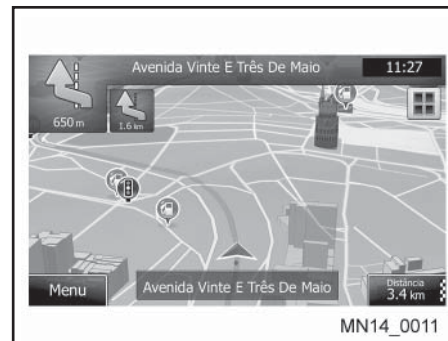 Avenida Vinte E Três De Maio
11:27
650 m
1.6 km
Menu
Avenida Vinte E Três De Maio
Distância
3.4 km
MN14_0011